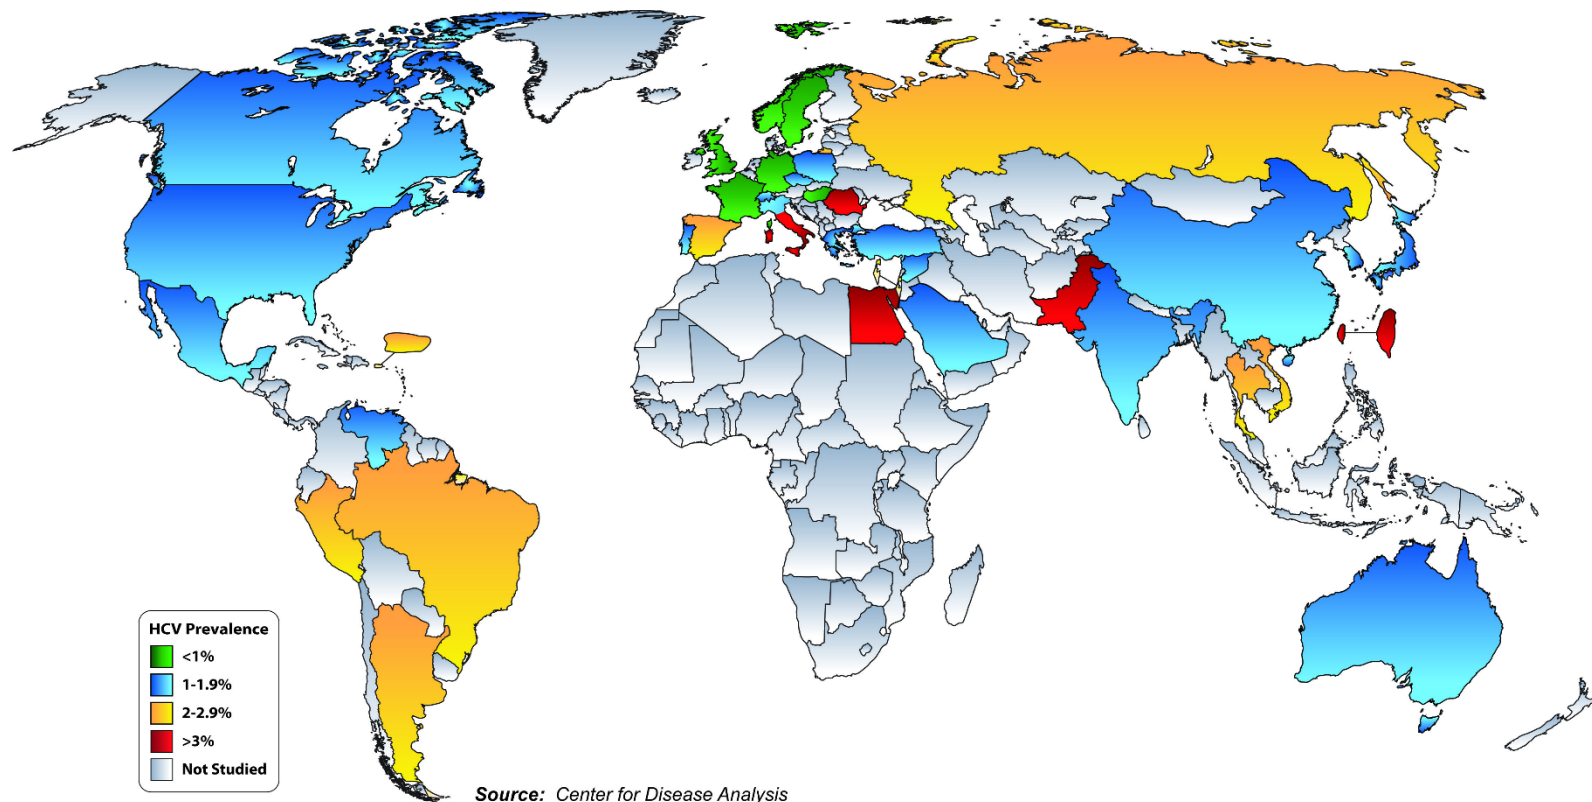 HCV Prevalence
<1%
1-1.9%
2-2.9%
>3%
Not Studied
Source: Center for Disease Analysis